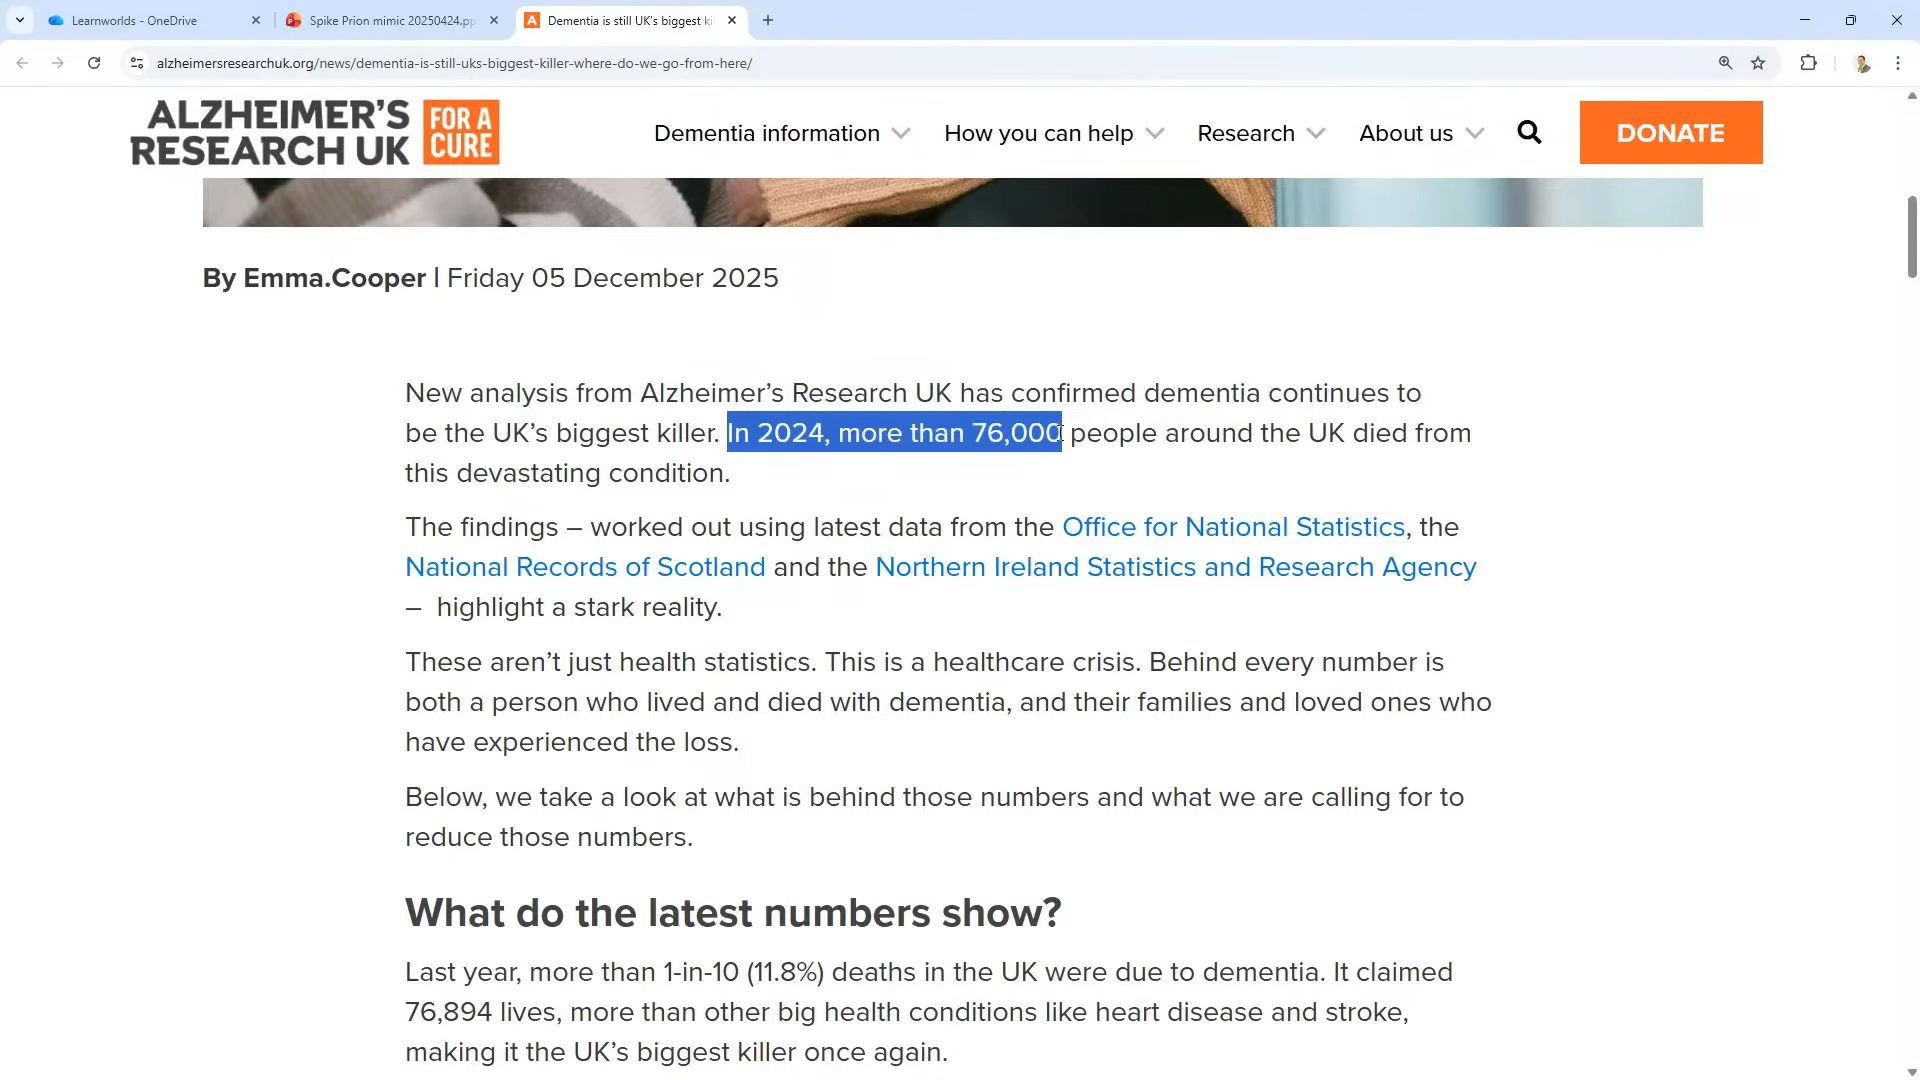 Learnworlds - OneDrive
Spike Prion mimic 20250424.pp
Dementia is still UK's biggest ki
alzheimersresearchuk.org/news/dementia-is-still-uks-biggest-killer-where-do-we-go-from-here/
ALZHEIMER'S
RESEARCH UK
FOR A
CURE
Dementia information
How you can help
Research
About us
DONATE
By Emma.Cooper | Friday 05 December 2025
New analysis from Alzheimer's Research UK has confirmed dementia continues to
be the UK's biggest killer. In 2024, more than 76,000 people around the UK died from
this devastating condition.
The findings – worked out using latest data from the Office for National Statistics, the
National Records of Scotland and the Northern Ireland Statistics and Research Agency
– highlight a stark reality.
These aren't just health statistics. This is a healthcare crisis. Behind every number is
both a person who lived and died with dementia, and their families and loved ones who
have experienced the loss.
Below, we take a look at what is behind those numbers and what we are calling for to
reduce those numbers.
What do the latest numbers show?
Last year, more than 1-in-10 (11.8%) deaths in the UK were due to dementia. It claimed
76,894 lives, more than other big health conditions like heart disease and stroke,
making it the UK's biggest killer once again.